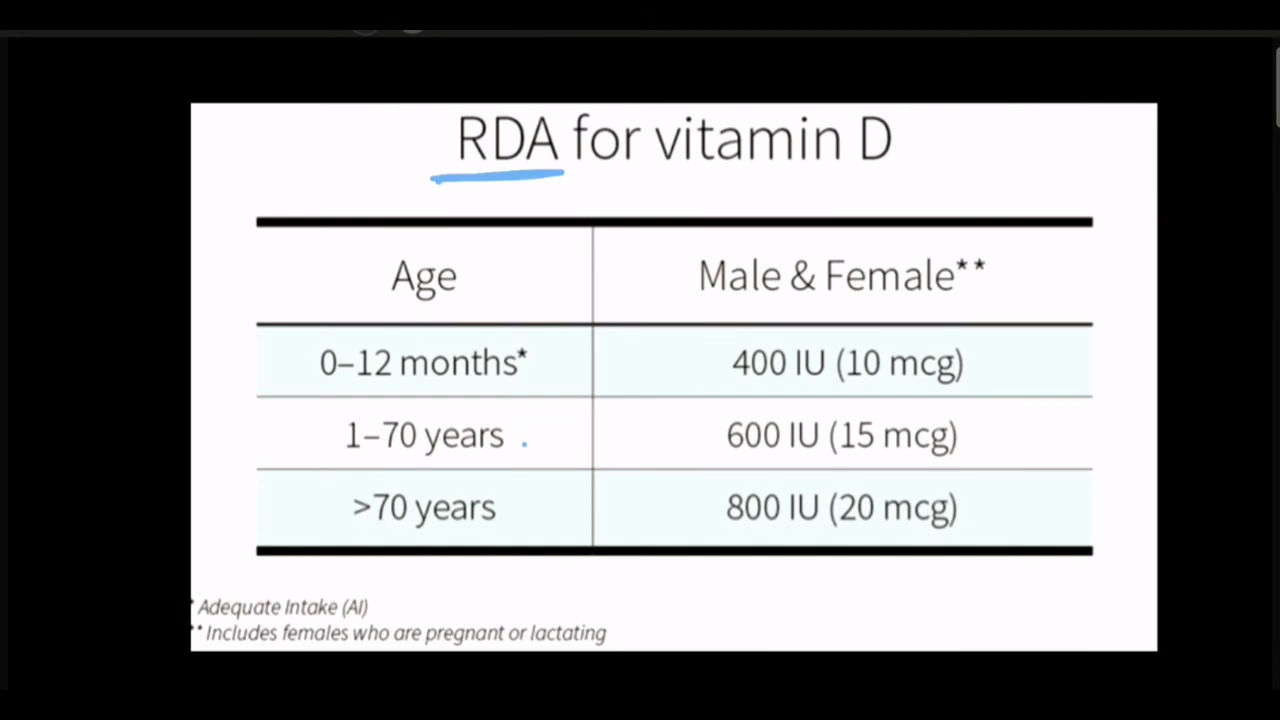 RDA for vitamin D
Age Male & Female**
0–12 months* 400 IU (10 mcg)
1–70 years 600 IU (15 mcg)
>70 years 800 IU (20 mcg)
* Adequate Intake (AI)
** Includes females who are pregnant or lactating